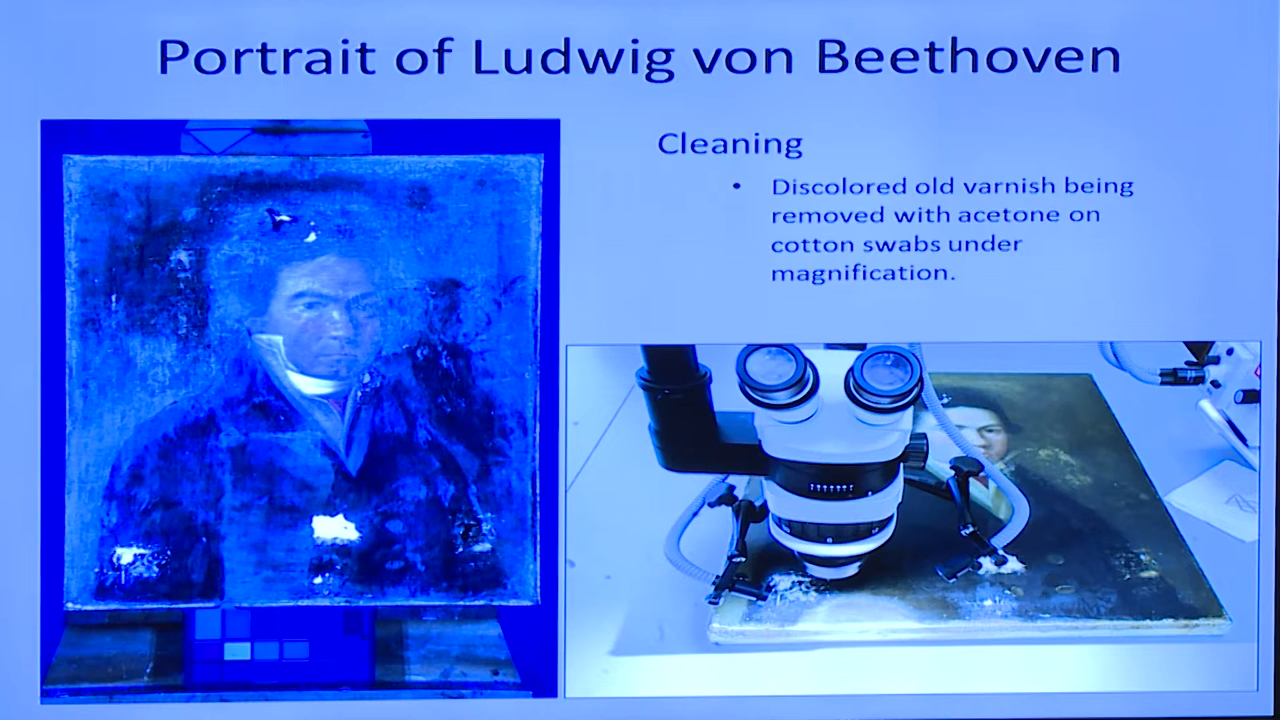 Portrait of Ludwig von Beethoven
Cleaning
• Discolored old varnish being
removed with acetone on
cotton swabs under
magnification.